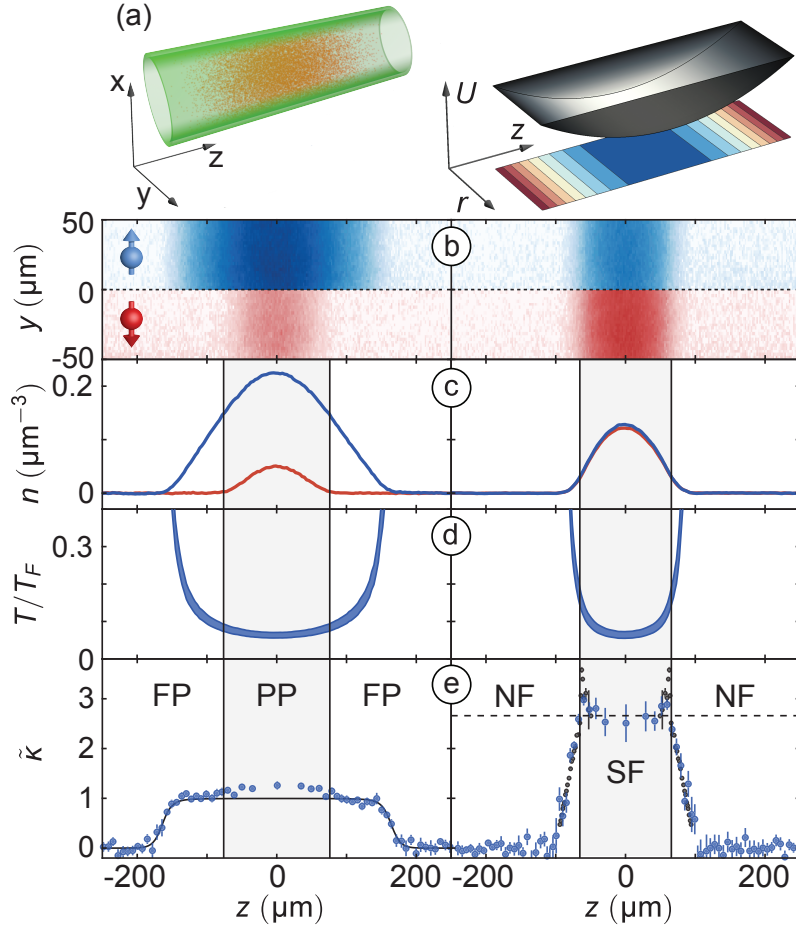 (a)
x
z
y
U
z
r
50
0
-50
y (μm)
b
0.2
0
n (μm⁻³)
c
0.3
0
T/T_F
d
FP PP FP
e
NF SF NF
3
2
1
0
κ̃
-200 0 200
-200 0 200
z (μm)
z (μm)